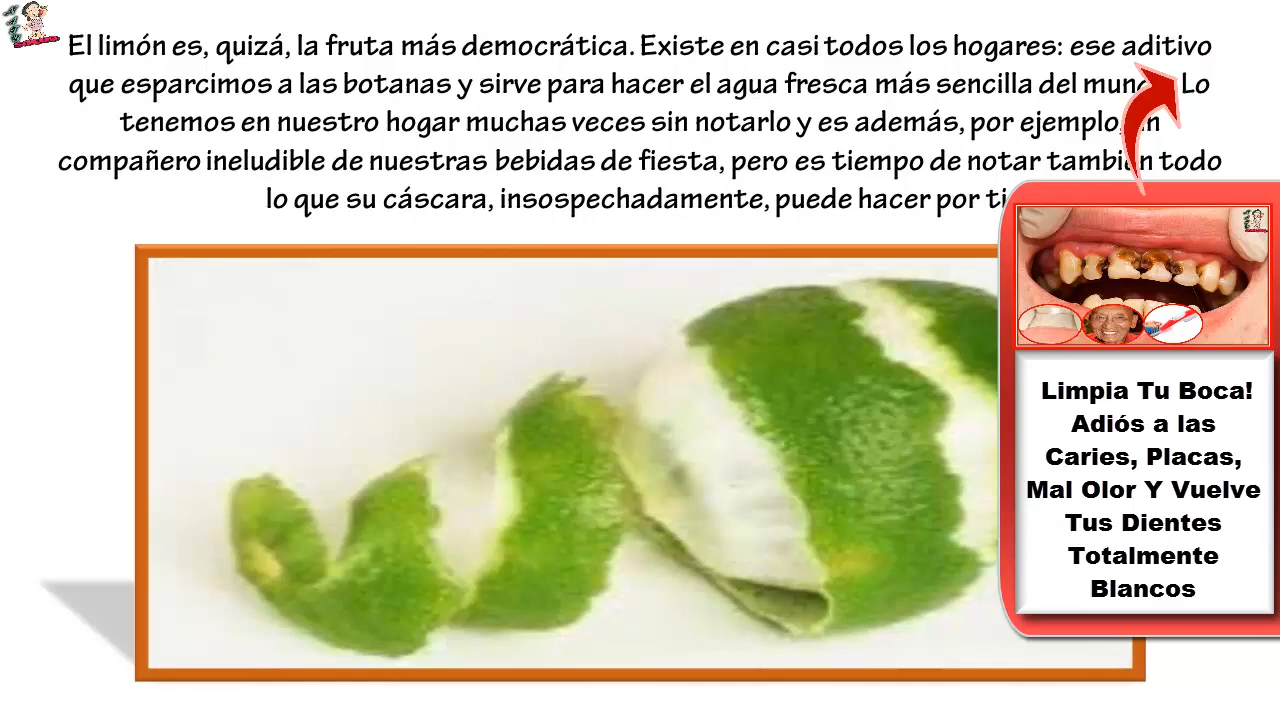 El limón es, quizá, la fruta más democrática. Existe en casi todos los hogares: ese aditivo
que esparcimos a las botanas y sirve para hacer el agua fresca más sencilla del Lo
tenemos en nuestro hogar muchas veces sin notarlo y es además, por ejemplo,
compañero ineludible de nuestras bebidas de fiesta, pero es tiempo de notar también todo
lo que su cáscara, insospechadamente, puede hacer por
Limpia Tu Boca!
Adiós a las
Caries, Placas,
Mal Olor Y Vuelve
Tus Dientes
Totalmente
Blancos